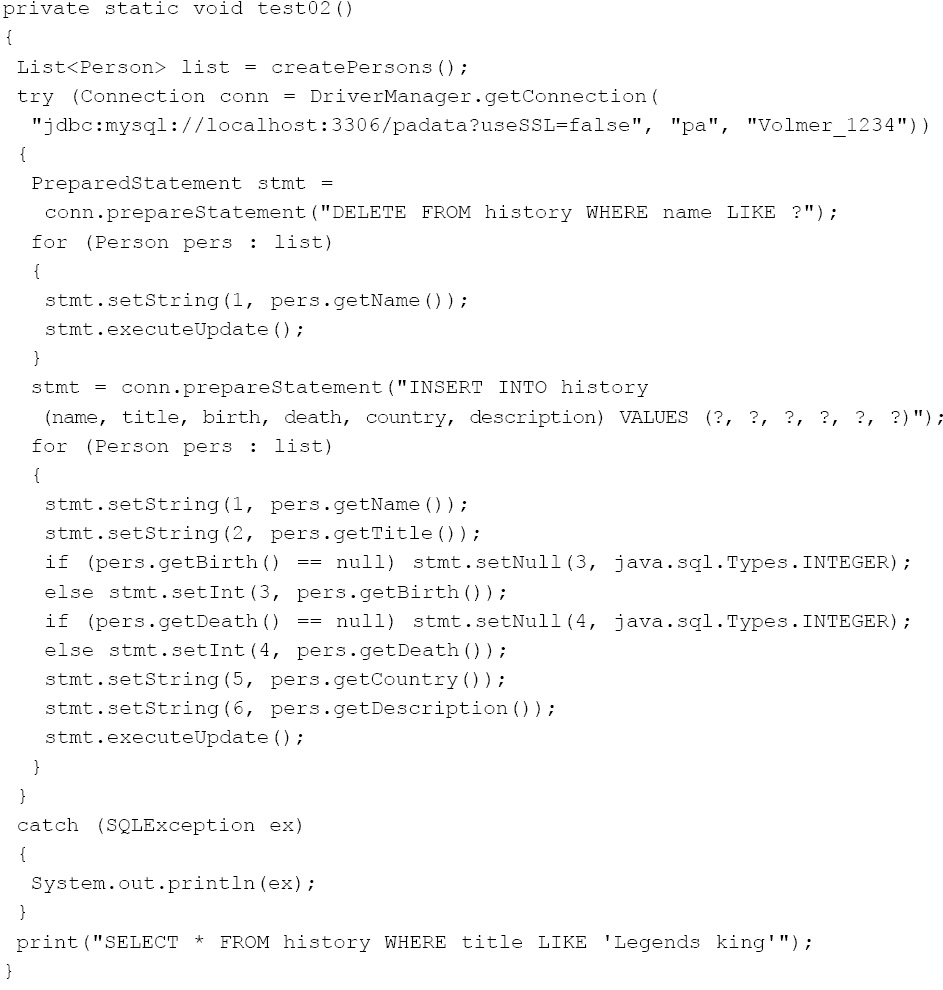 private static void test02()
{
List<Person> list = createPersons();
try (Connection conn = DriverManager.getConnection(
"jdbc:mysql://localhost:3306/padata?useSSL=false", "pa", "Volmer_1234"))
{
PreparedStatement stmt =
conn.prepareStatement("DELETE FROM history WHERE name LIKE ?");
for (Person pers : list)
{
stmt.setString(1, pers.getName());
stmt.executeUpdate();
}
stmt = conn.prepareStatement("INSERT INTO history
(name, title, birth, death, country, description) VALUES (?, ?, ?, ?, ?, ?)");
for (Person pers : list)
{
stmt.setString(1, pers.getName());
stmt.setString(2, pers.getTitle());
if (pers.getBirth() == null) stmt.setNull(3, java.sql.Types.INTEGER);
else stmt.setInt(3, pers.getBirth());
if (pers.getDeath() == null) stmt.setNull(4, java.sql.Types.INTEGER);
else stmt.setInt(4, pers.getDeath());
stmt.setString(5, pers.getCountry());
stmt.setString(6, pers.getDescription());
stmt.executeUpdate();
}
}
catch (SQLException ex)
{
System.out.println(ex);
}
print("SELECT * FROM history WHERE title LIKE 'Legends king'");
}